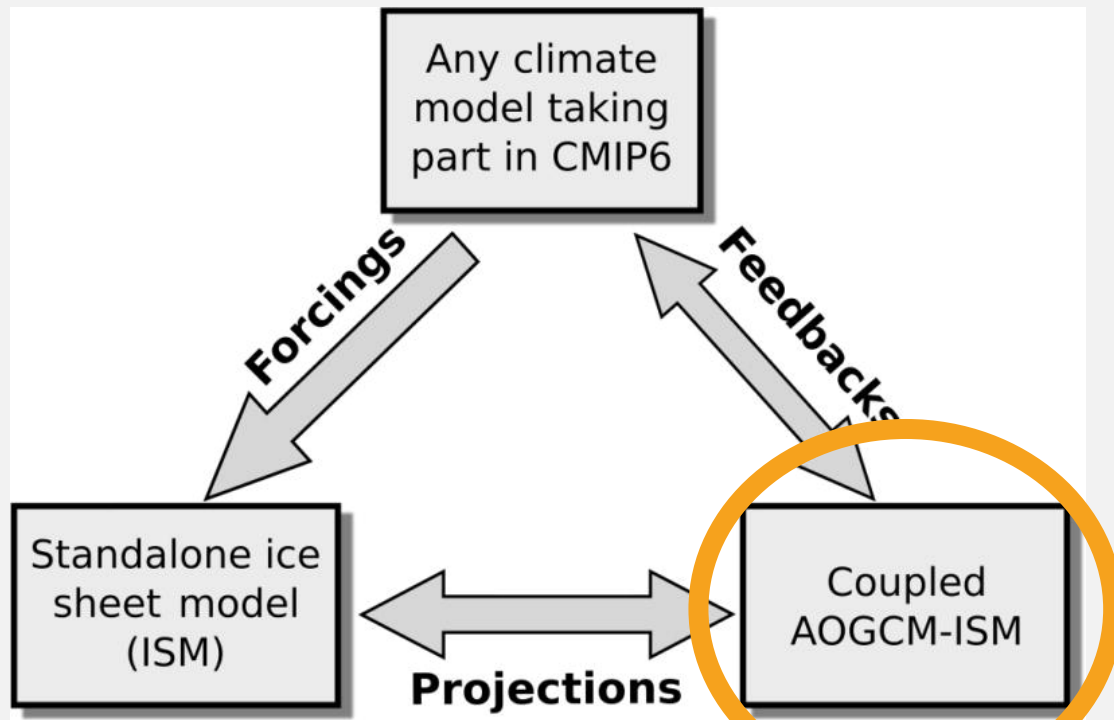 Any climate
model taking
part in CMIP6
Forcings
Feedbacks
Standalone ice
sheet model
(ISM)
Projections
Coupled
AOGCM-ISM